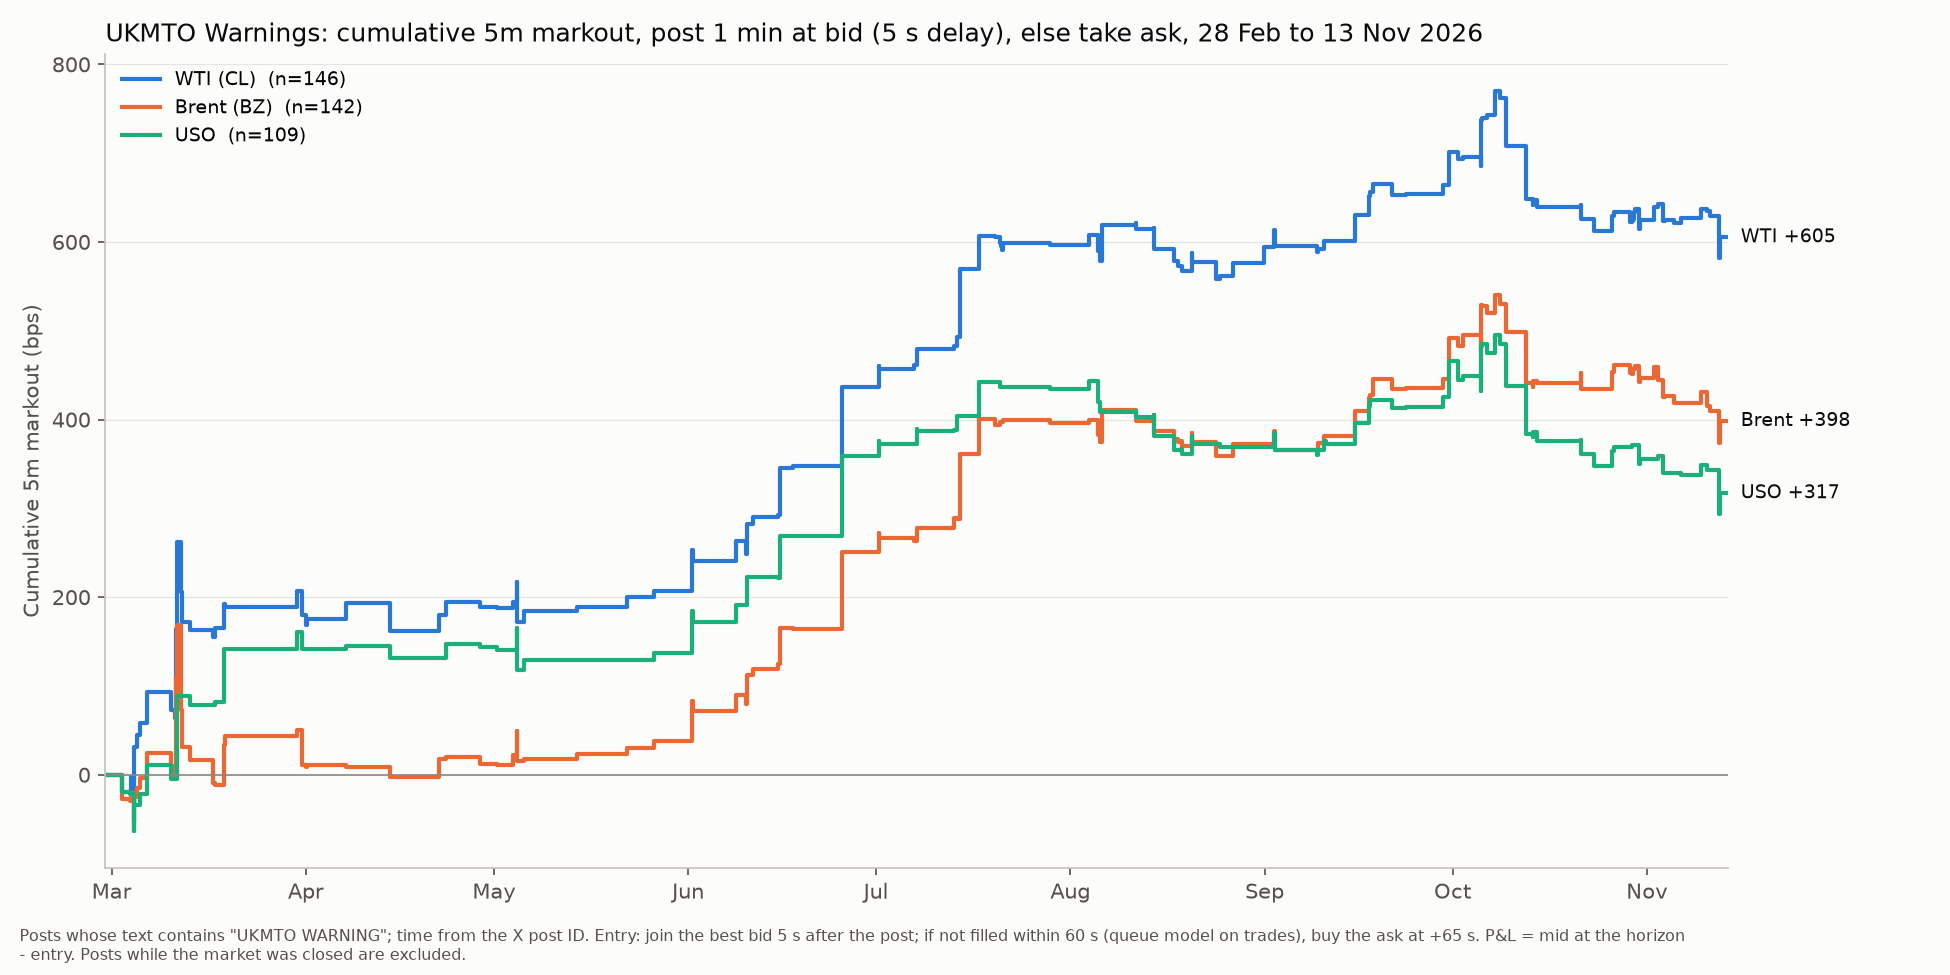 UKMTO Warnings: cumulative 5m markout, post 1 min at bid (5 s delay), else take ask, 28 Feb to 13 Nov 2026
WTI (CL)  (n=146)
Brent (BZ)  (n=142)
USO  (n=109)
Cumulative 5m markout (bps)
800
600
400
200
0
WTI +605
Brent +398
USO +317
Mar
Apr
May
Jun
Jul
Aug
Sep
Oct
Nov
Posts whose text contains "UKMTO WARNING"; time from the X post ID. Entry: join the best bid 5 s after the post; if not filled within 60 s (queue model on trades), buy the ask at +65 s. P&L = mid at the horizon
- entry. Posts while the market was closed are excluded.